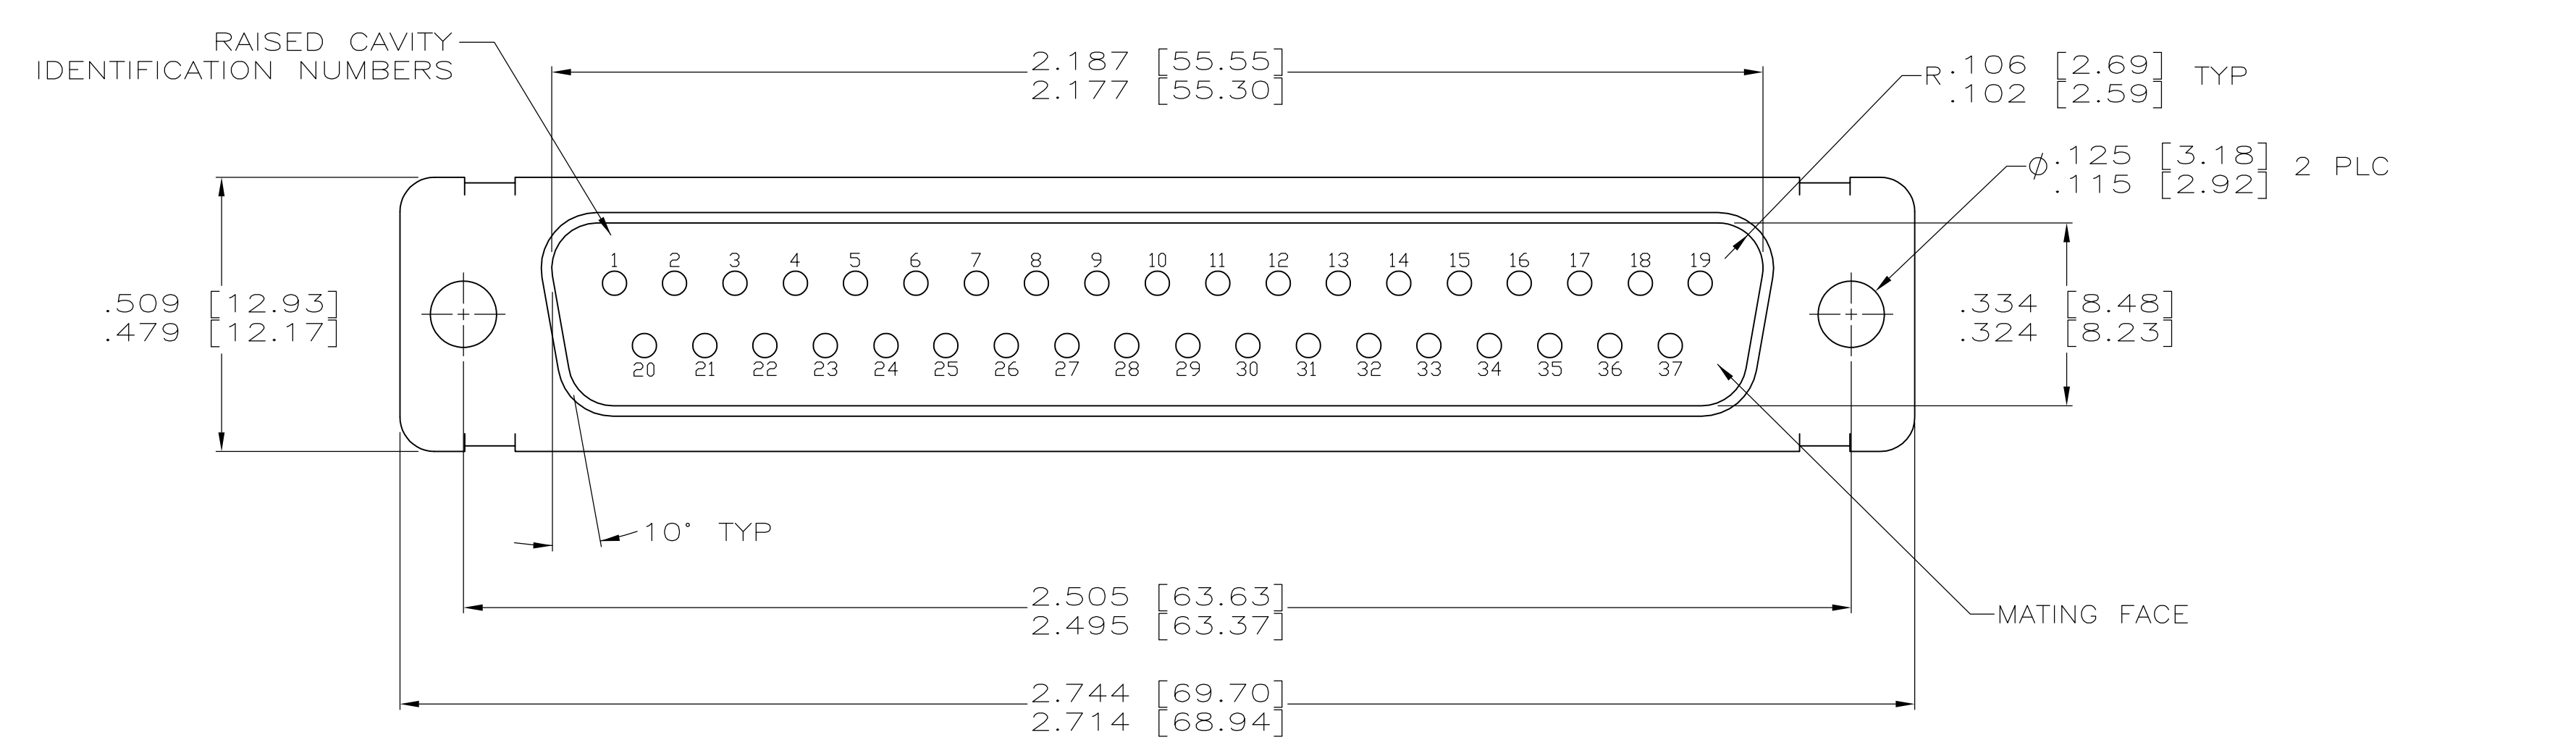 RAISED CAVITY
IDENTIFICATION NUMBERS
2.187 [55.55]
2.177 [55.30]
R .106 [2.69] TYP
.102 [2.59]
⌀ .125 [3.18] 2 PLC
.115 [2.92]
1 2 3 4 5 6 7 8 9 10 11 12 13 14 15 16 17 18 19
.509 [12.93]
.479 [12.17]
.334 [8.48]
.324 [8.23]
20 21 22 23 24 25 26 27 28 29 30 31 32 33 34 35 36 37
10° TYP
2.505 [63.63]
2.495 [63.37]
MATING FACE
2.744 [69.70]
2.714 [68.94]